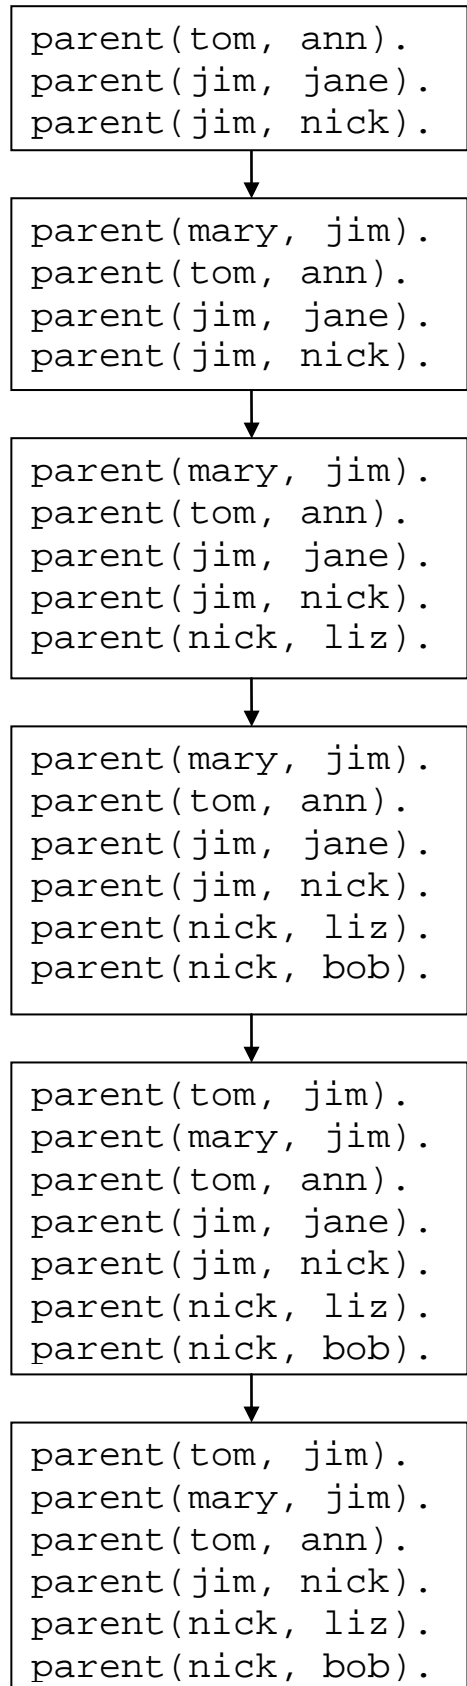 parent(tom, ann).
parent(jim, jane).
parent(jim, nick).
parent(mary, jim).
parent(tom, ann).
parent(jim, jane).
parent(jim, nick).
parent(mary, jim).
parent(tom, ann).
parent(jim, jane).
parent(jim, nick).
parent(nick, liz).
parent(mary, jim).
parent(tom, ann).
parent(jim, jane).
parent(jim, nick).
parent(nick, liz).
parent(nick, bob).
parent(tom, jim).
parent(mary, jim).
parent(tom, ann).
parent(jim, jane).
parent(jim, nick).
parent(nick, liz).
parent(nick, bob).
parent(tom, jim).
parent(mary, jim).
parent(tom, ann).
parent(jim, nick).
parent(nick, liz).
parent(nick, bob).